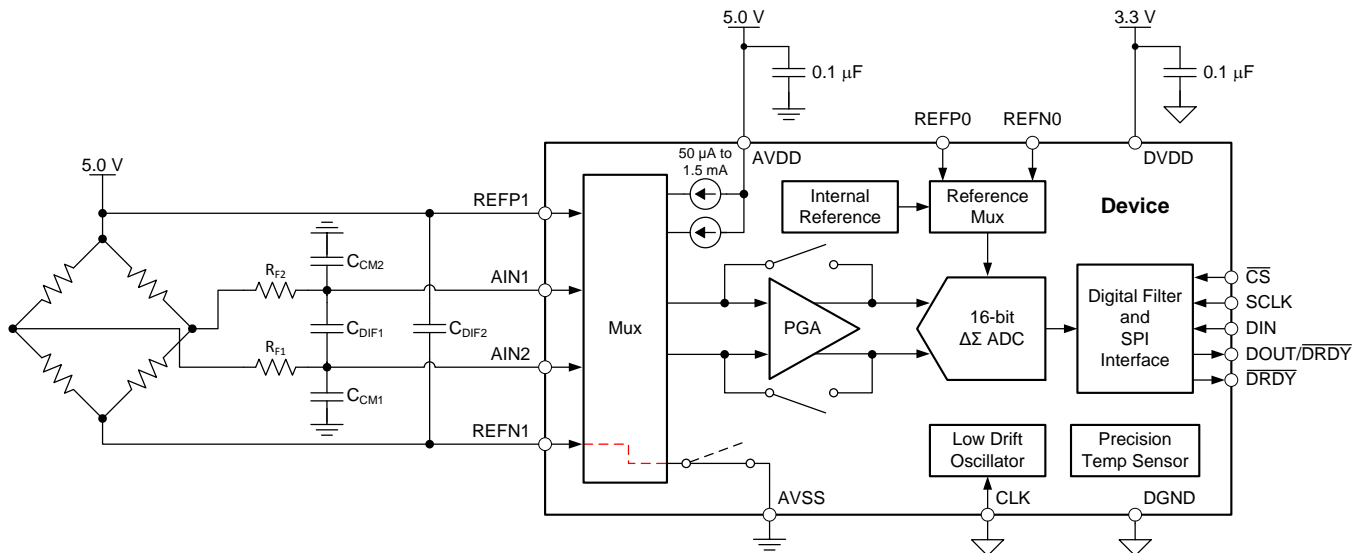 5.0 V
3.3 V
0.1 µF
0.1 µF
REFP0
REFN0
50 µA to
1.5 mA
AVDD
DVDD
5.0 V
REFP1
Internal
Reference
Reference
Mux
Device
C_CM2
R_F2
AIN1
CS
SCLK
DIN
DOUT/DRDY
DRDY
Mux
PGA
16-bit
ΔΣ ADC
Digital Filter
and
SPI
Interface
C_DIF1
C_DIF2
R_F1
AIN2
C_CM1
REFN1
Low Drift
Oscillator
Precision
Temp Sensor
AVSS
CLK
DGND